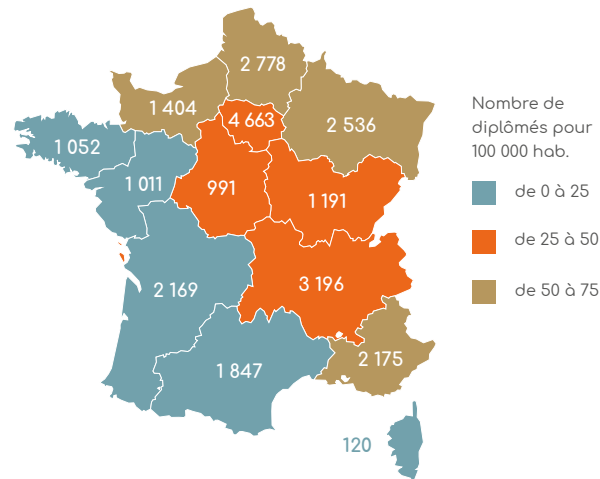 2 778
1 404
4 663
2 536
1 052
1 011
991
1 191
2 169
3 196
1 847
2 175
120
Nombre de
diplômés pour
100 000 hab.
de 0 à 25
de 25 à 50
de 50 à 75